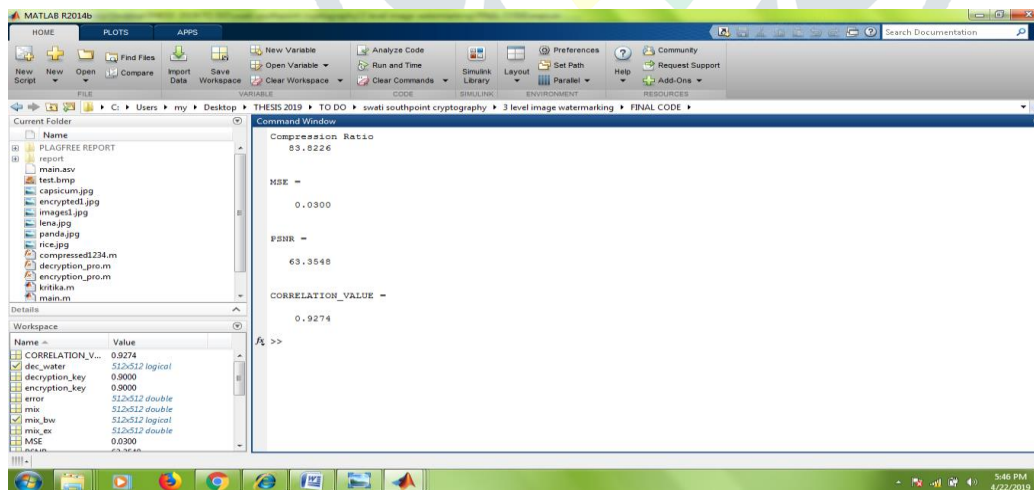 MATLAB R2014b
HOME PLOTS APPS
Search Documentation
New Script
New
Open
Find Files
Compare
Import Data
Save Workspace
New Variable
Open Variable
Clear Workspace
Analyze Code
Run and Time
Clear Commands
Simulink Library
Layout
Preferences
Set Path
Parallel
Help
Community
Request Support
Add-Ons
FILE VARIABLE CODE SIMULINK ENVIRONMENT RESOURCES
C: Users my Desktop THESIS 2019 TO DO swati southpoint cryptography 3 level image watermarking FINAL CODE
Current Folder
Name
PLAGFREE REPORT
report
main.asv
test.bmp
capsicum.jpg
encrypted1.jpg
images1.jpg
lena.jpg
panda.jpg
rice.jpg
compressed1234.m
decryption_pro.m
encryption_pro.m
kritika.m
main.m
Details
Workspace
Name Value
CORRELATION_V... 0.9274
dec_water 512x512 logical
decryption_key 0.9000
encryption_key 0.9000
error 512x512 double
mix 512x512 double
mix_bw 512x512 logical
mix_ex 512x512 double
MSE 0.0300
PSNR 63.3548
Command Window
Compression Ratio
83.8226
MSE =
0.0300
PSNR =
63.3548
CORRELATION_VALUE =
0.9274
fx >>
5:46 PM
4/22/2019